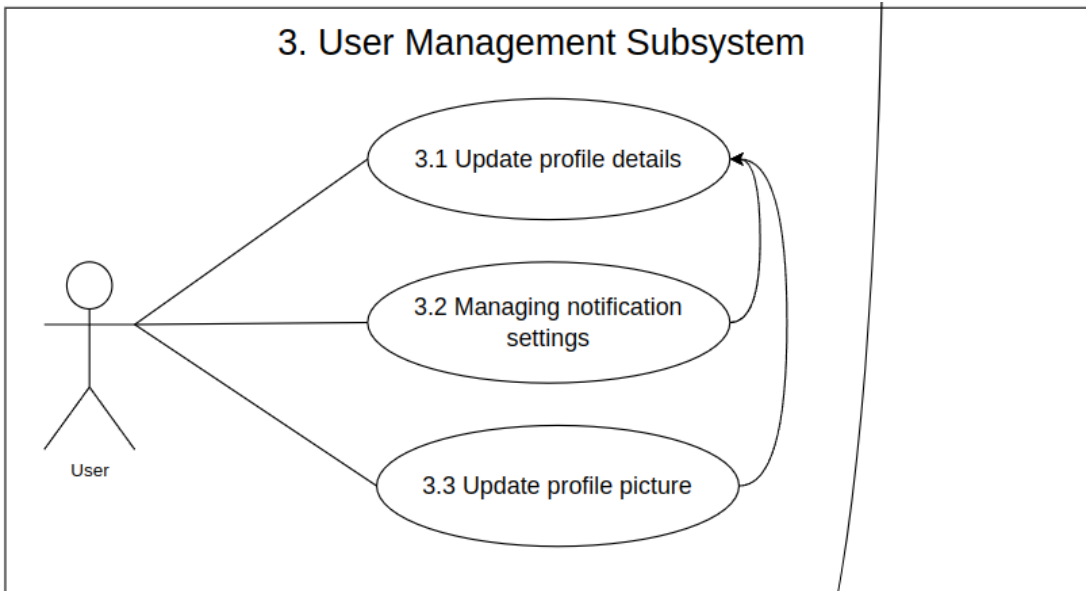 3. User Management Subsystem
3.1 Update profile details
3.2 Managing notification
settings
3.3 Update profile picture
User